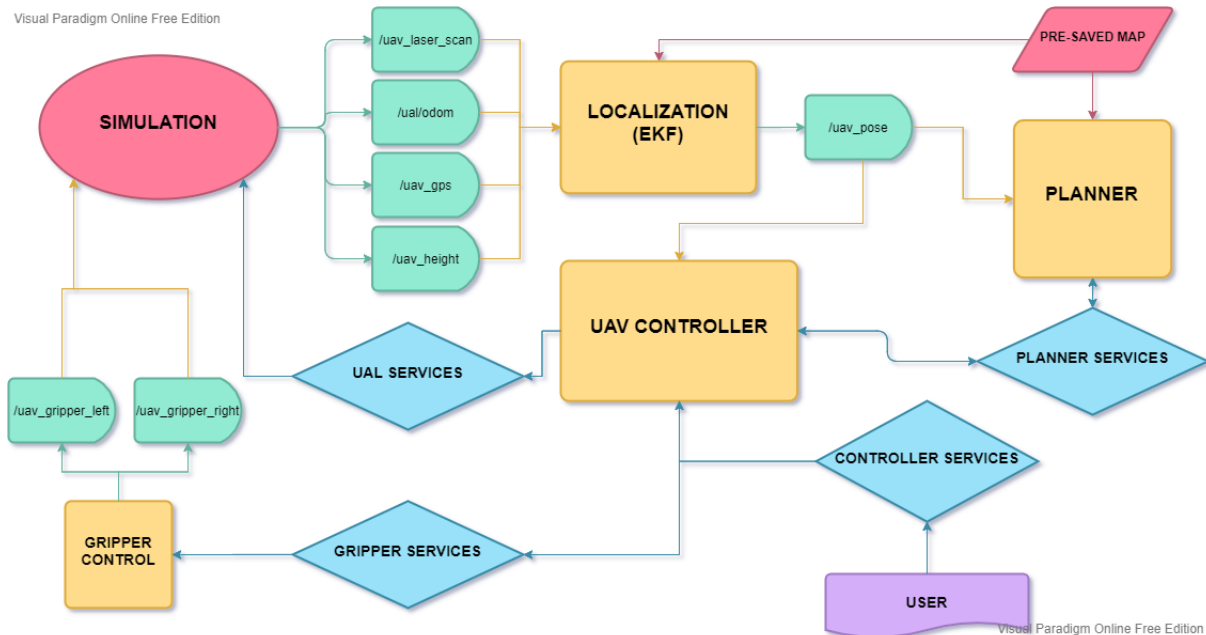 Visual Paradigm Online Free Edition
/uav_laser_scan
PRE-SAVED MAP
SIMULATION
/ual/odom
LOCALIZATION
(EKF)
/uav_pose
/uav_gps
PLANNER
/uav_height
UAV CONTROLLER
UAL SERVICES
PLANNER SERVICES
/uav_gripper_left
/uav_gripper_right
CONTROLLER SERVICES
GRIPPER
CONTROL
GRIPPER SERVICES
USER
Visual Paradigm Online Free Edition